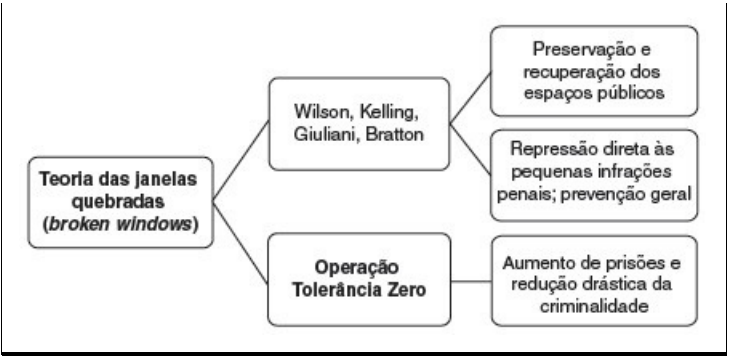 Teoria das janelas
quebradas
(broken windows)
Wilson, Kelling,
Giuliani, Bratton
Preservação e
recuperação dos
espaços públicos
Repressão direta às
pequenas infrações
penais; prevenção geral
Operação
Tolerância Zero
Aumento de prisões e
redução drástica da
criminalidade